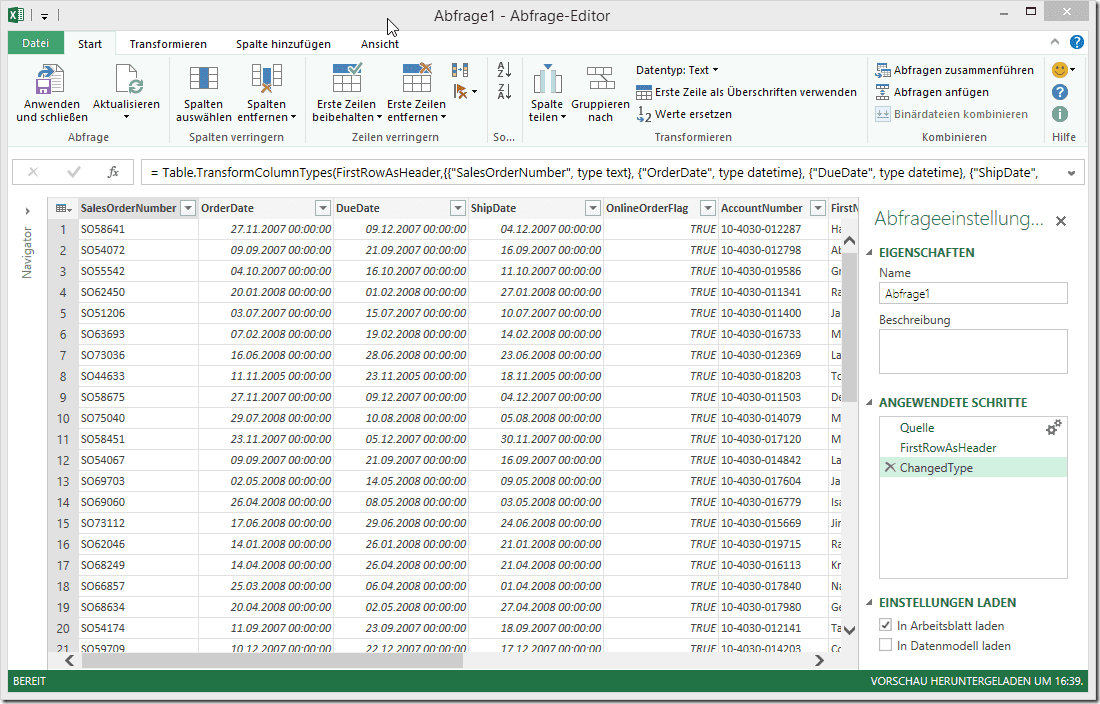 Abfrage1 - Abfrage-Editor
Datei Start Transformieren Spalte hinzufügen Ansicht
Anwenden und schließen
Aktualisieren
Abfrage
Spalten auswählen
Spalten entfernen
Spalten verringern
Erste Zeilen beibehalten
Erste Zeilen entfernen
Zeilen verringern
So...
Spalte teilen
Gruppieren nach
Datentyp: Text
Erste Zeile als Überschriften verwenden
Werte ersetzen
Transformieren
Abfragen zusammenführen
Abfragen anfügen
Binärdateien kombinieren
Kombinieren
Hilfe
fx = Table.TransformColumnTypes(FirstRowAsHeader,{{"SalesOrderNumber", type text}, {"OrderDate", type datetime}, {"DueDate", type datetime}, {"ShipDate",
Navigator
SalesOrderNumber OrderDate DueDate ShipDate OnlineOrderFlag AccountNumber FirstN
1 SO58641 27.11.2007 00:00:00 09.12.2007 00:00:00 04.12.2007 00:00:00 TRUE 10-4030-012287 Ha
2 SO54072 09.09.2007 00:00:00 21.09.2007 00:00:00 16.09.2007 00:00:00 TRUE 10-4030-012798 Ab
3 SO55542 04.10.2007 00:00:00 16.10.2007 00:00:00 11.10.2007 00:00:00 TRUE 10-4030-019586 Gr
4 SO62450 20.01.2008 00:00:00 01.02.2008 00:00:00 27.01.2008 00:00:00 TRUE 10-4030-011341 Ra
5 SO51206 03.07.2007 00:00:00 15.07.2007 00:00:00 10.07.2007 00:00:00 TRUE 10-4030-011400 Ja
6 SO63693 07.02.2008 00:00:00 19.02.2008 00:00:00 14.02.2008 00:00:00 TRUE 10-4030-016733 M
7 SO73036 16.06.2008 00:00:00 28.06.2008 00:00:00 23.06.2008 00:00:00 TRUE 10-4030-012369 La
8 SO44633 11.11.2005 00:00:00 23.11.2005 00:00:00 18.11.2005 00:00:00 TRUE 10-4030-018203 To
9 SO58675 27.11.2007 00:00:00 09.12.2007 00:00:00 04.12.2007 00:00:00 TRUE 10-4030-011503 De
10 SO75040 29.07.2008 00:00:00 10.08.2008 00:00:00 05.08.2008 00:00:00 TRUE 10-4030-014079 M
11 SO58451 23.11.2007 00:00:00 05.12.2007 00:00:00 30.11.2007 00:00:00 TRUE 10-4030-017120 M
12 SO54067 09.09.2007 00:00:00 21.09.2007 00:00:00 16.09.2007 00:00:00 TRUE 10-4030-014842 La
13 SO69703 02.05.2008 00:00:00 14.05.2008 00:00:00 09.05.2008 00:00:00 TRUE 10-4030-017604 Ja
14 SO69060 26.04.2008 00:00:00 08.05.2008 00:00:00 03.05.2008 00:00:00 TRUE 10-4030-016779 Isa
15 SO73112 17.06.2008 00:00:00 29.06.2008 00:00:00 24.06.2008 00:00:00 TRUE 10-4030-015669 Jin
16 SO62046 14.01.2008 00:00:00 26.01.2008 00:00:00 21.01.2008 00:00:00 TRUE 10-4030-019715 Ra
17 SO68249 14.04.2008 00:00:00 26.04.2008 00:00:00 21.04.2008 00:00:00 TRUE 10-4030-016113 Kr
18 SO66857 25.03.2008 00:00:00 06.04.2008 00:00:00 01.04.2008 00:00:00 TRUE 10-4030-017840 Na
19 SO68634 20.04.2008 00:00:00 02.05.2008 00:00:00 27.04.2008 00:00:00 TRUE 10-4030-017980 Ge
20 SO54174 11.09.2007 00:00:00 23.09.2007 00:00:00 18.09.2007 00:00:00 TRUE 10-4030-012141 Ta
21 SO59709 10.12.2007 00:00:00 22.12.2007 00:00:00 17.12.2007 00:00:00 TRUE 10-4030-014203 Co
Abfrageeinstellung...
EIGENSCHAFTEN
Name
Abfrage1
Beschreibung
ANGEWENDETE SCHRITTE
Quelle
FirstRowAsHeader
ChangedType
EINSTELLUNGEN LADEN
In Arbeitsblatt laden
In Datenmodell laden
BEREIT VORSCHAU HERUNTERGELADEN UM 16:39.